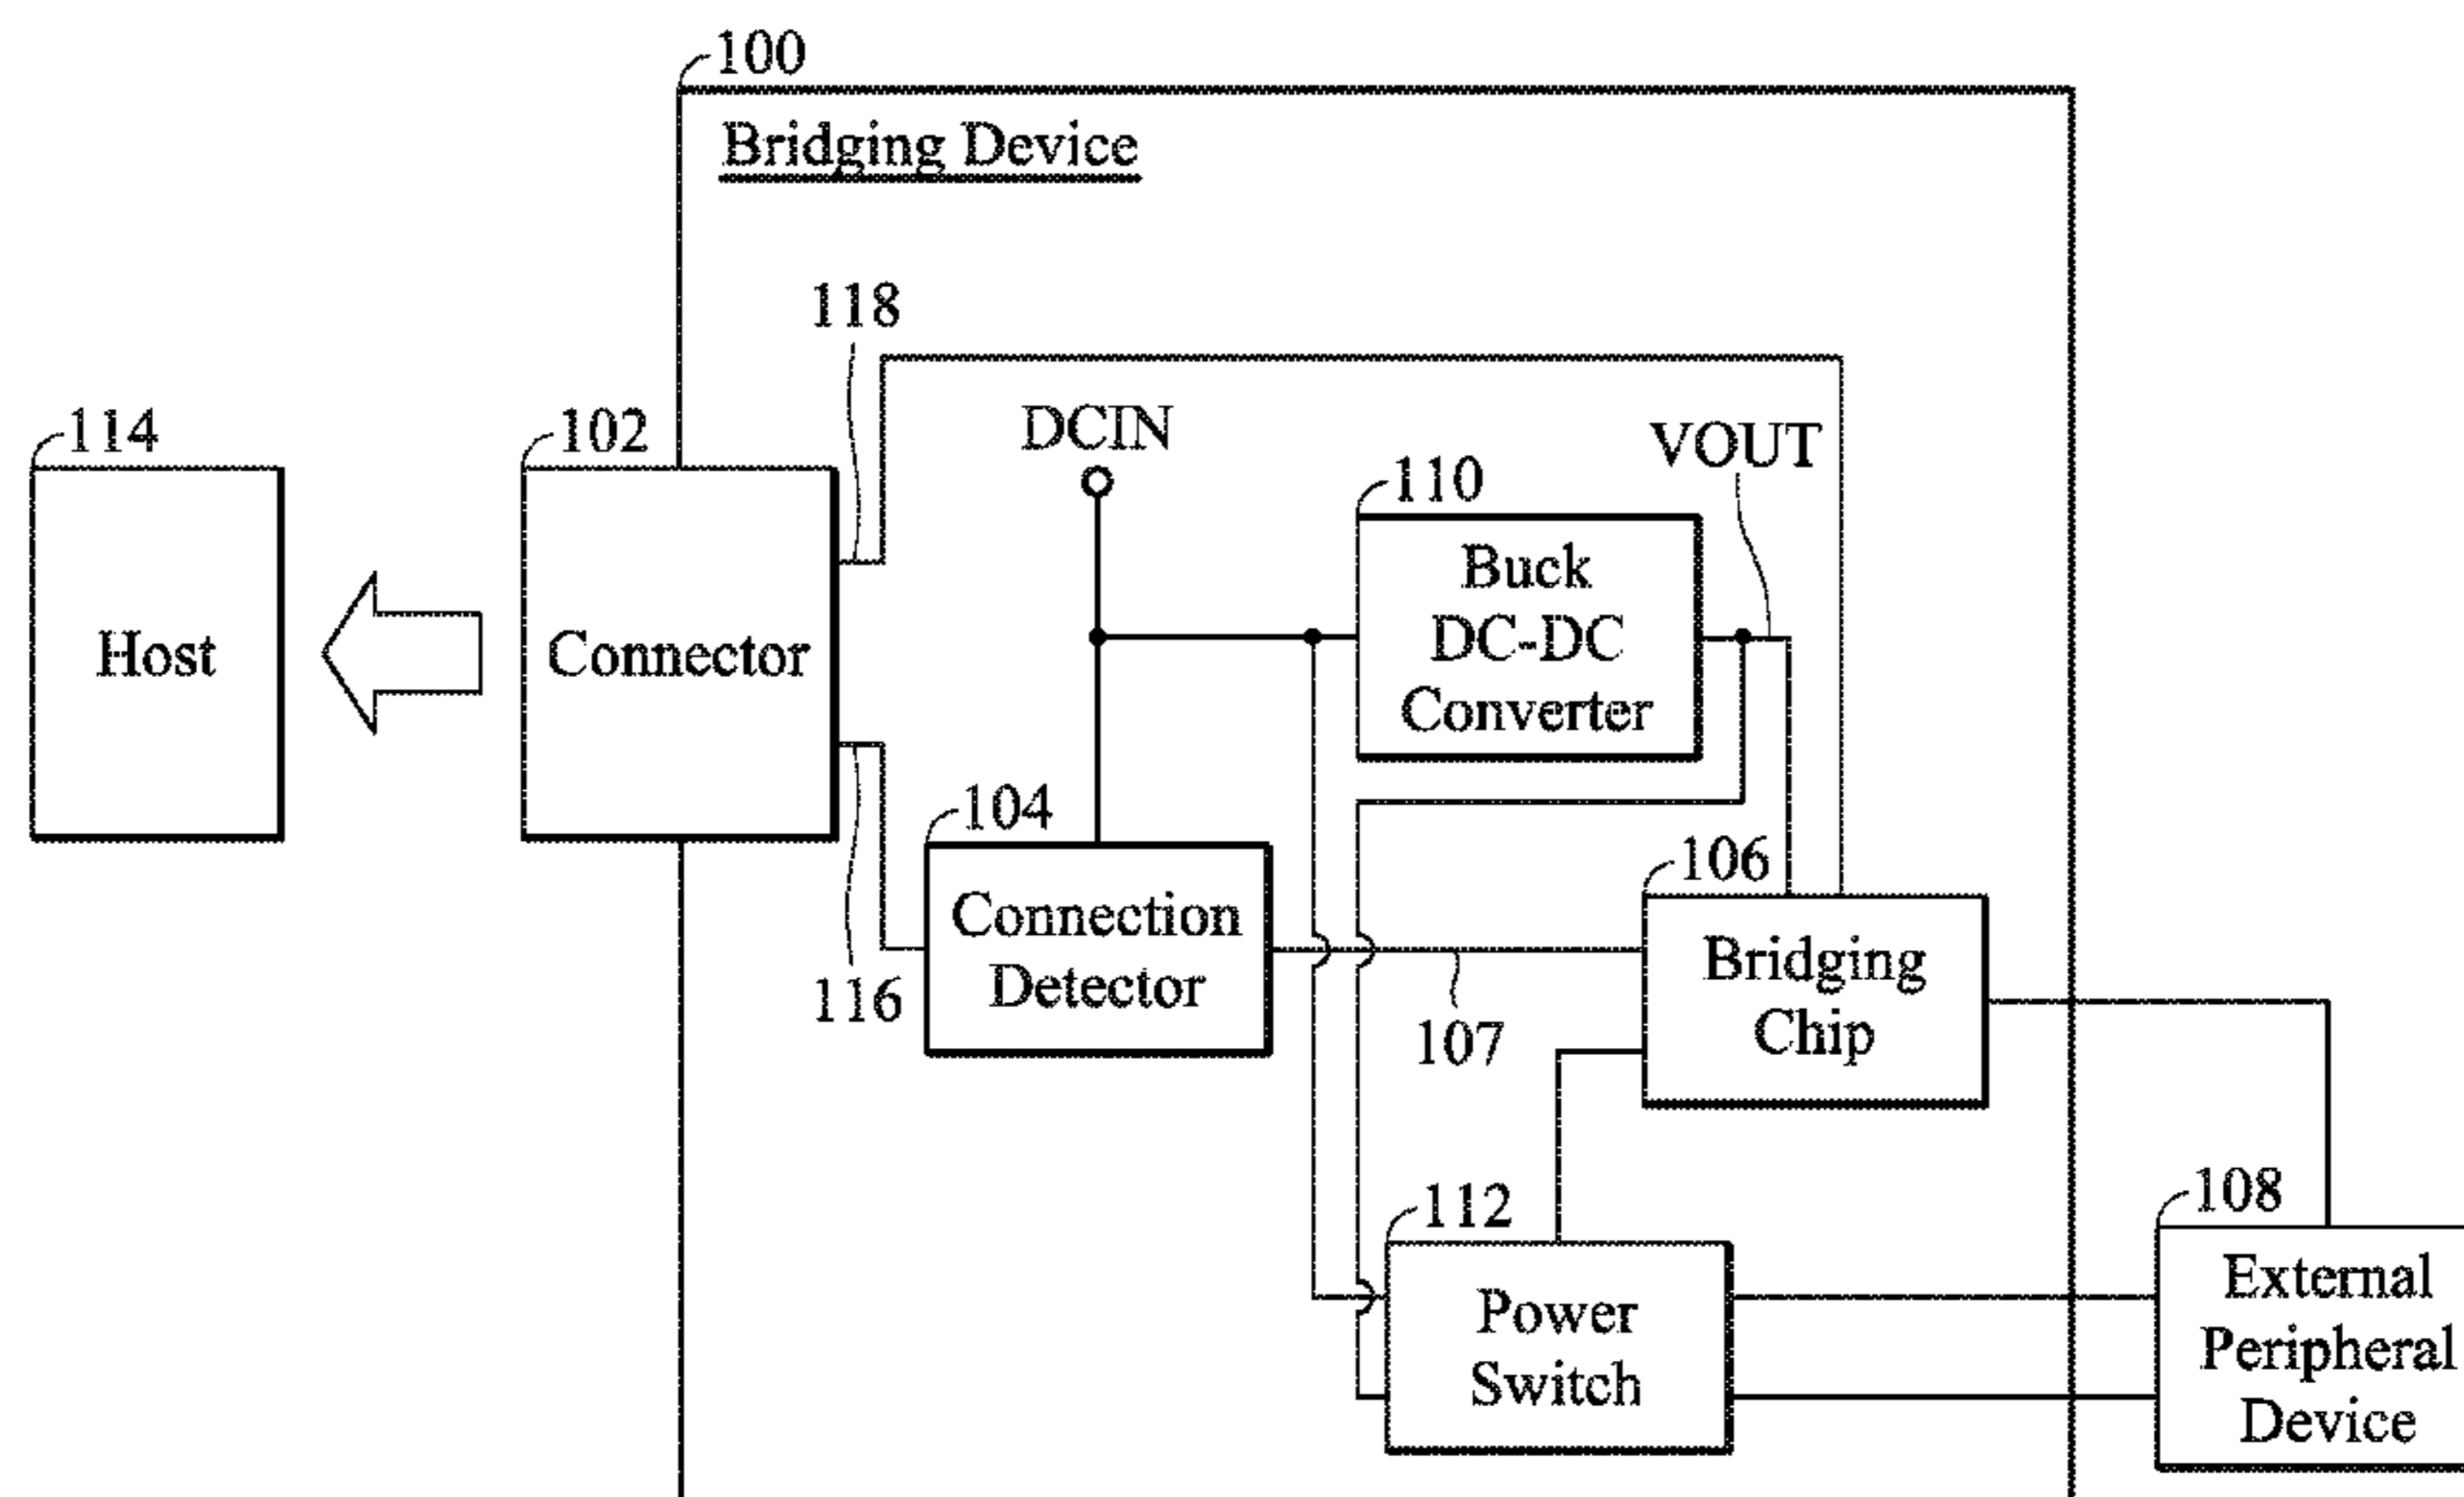 100
Bridging Device
118
114
102
DCIN
VOUT
110
Host
Connector
Buck
DC-DC
Converter
104
116
Connection
Detector
106
Bridging
Chip
107
112
108
Power
Switch
External
Peripheral
Device